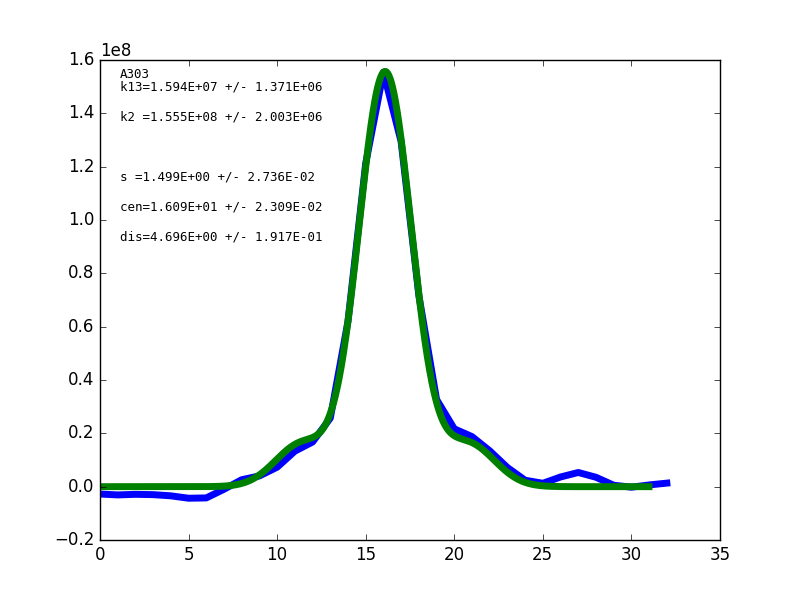 1e8
A303
k13=1.594E+07 +/- 1.371E+06
k2 =1.555E+08 +/- 2.003E+06
s =1.499E+00 +/- 2.736E-02
cen=1.609E+01 +/- 2.309E-02
dis=4.696E+00 +/- 1.917E-01
1.6
1.4
1.2
1.0
0.8
0.6
0.4
0.2
0.0
−0.2
0 5 10 15 20 25 30 35